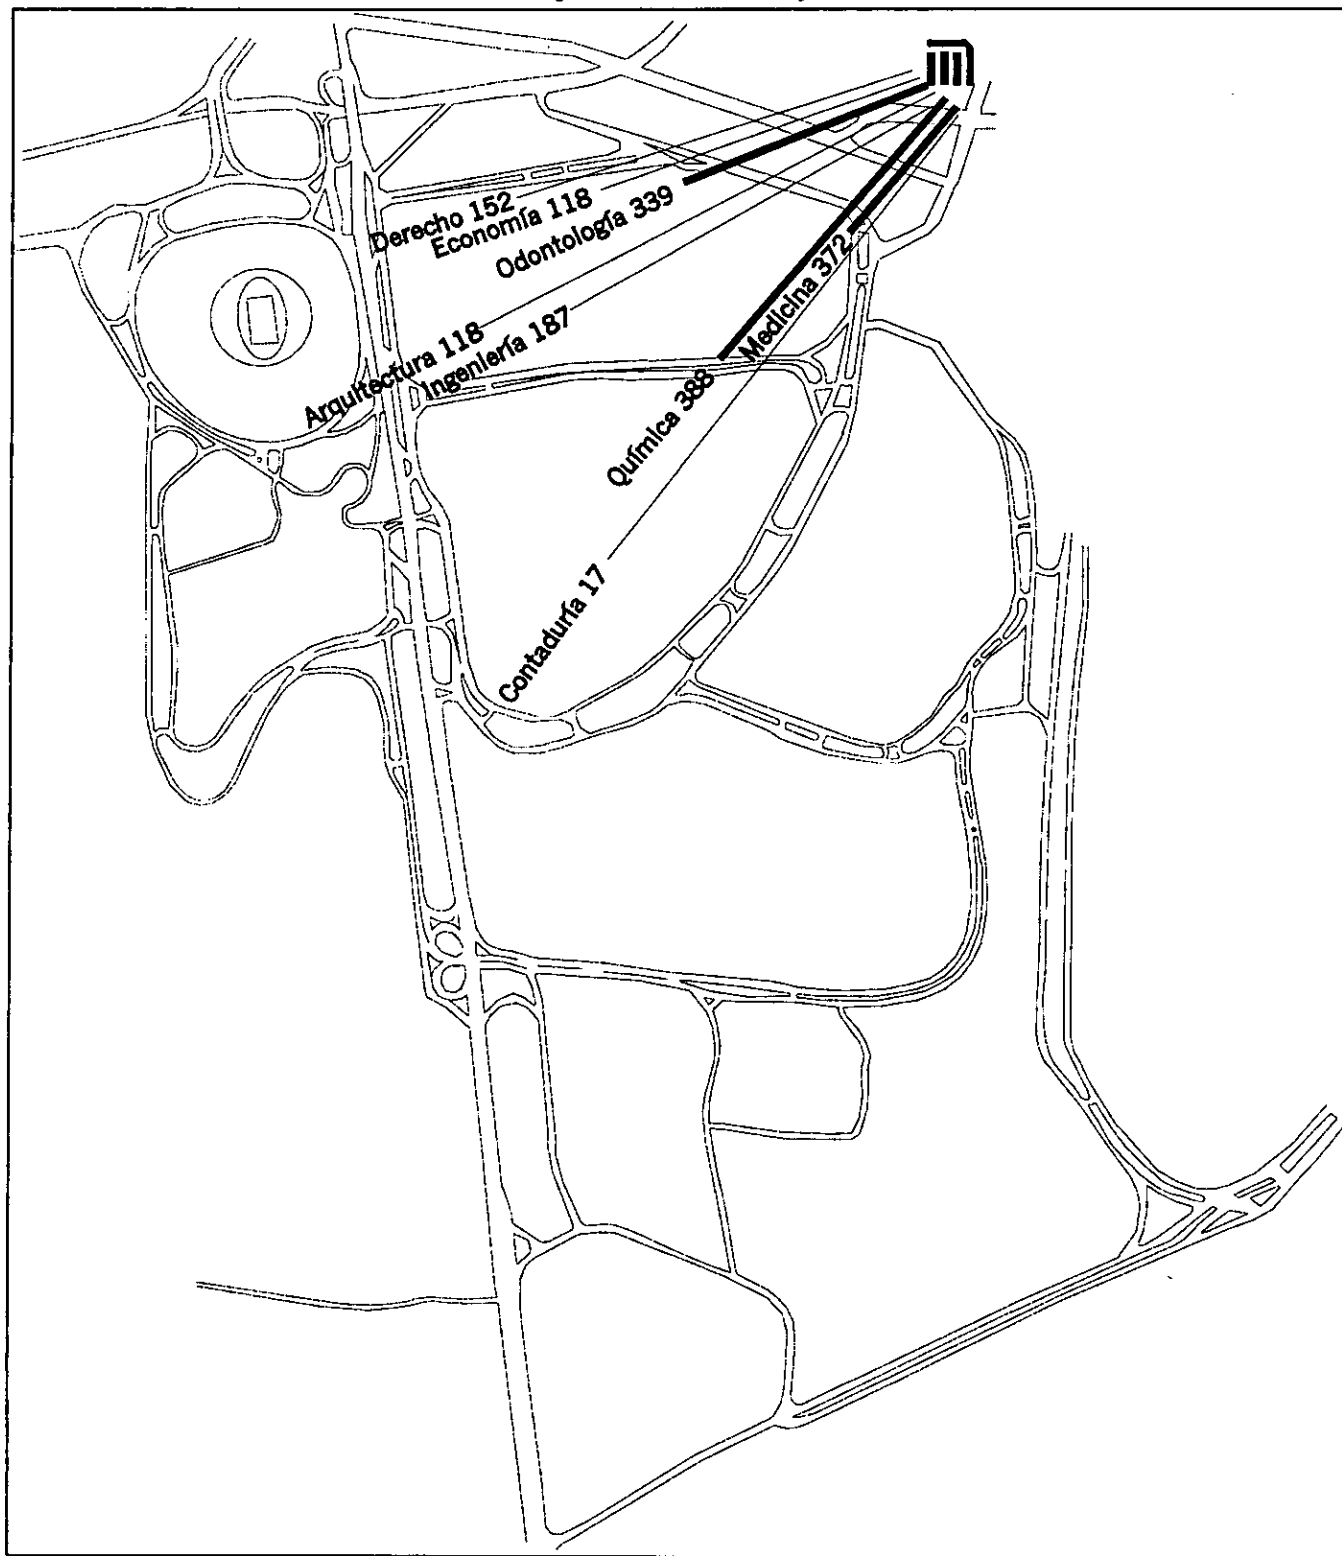 Derecho 152
Economía 118
Odontología 339
Arquitectura 118
Ingeniería 187
Medicina 372
Química 388
Contaduría 17